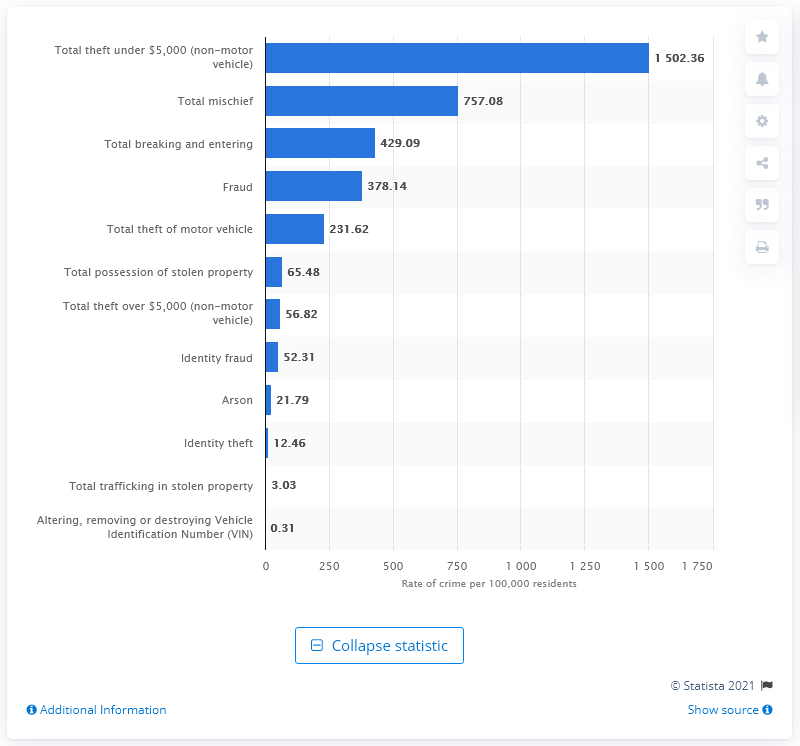 Total theft under $5,000 (non-motor
vehicle)
1 502.36
Total mischief
757.08
Total breaking and entering
429.09
Fraud
378.14
Total theft of motor vehicle
231.62
Total possession of stolen property
65.48
Total theft over $5,000 (non-motor
vehicle)
56.82
Identity fraud
52.31
Arson
21.79
Identity theft
12.46
Total trafficking in stolen property
3.03
Altering, removing or destroying Vehicle
Identification Number (VIN)
0.31
0 250 500 750 1 000 1 250 1 500 1 750
Rate of crime per 100,000 residents
Collapse statistic
© Statista 2021
Additional Information
Show source